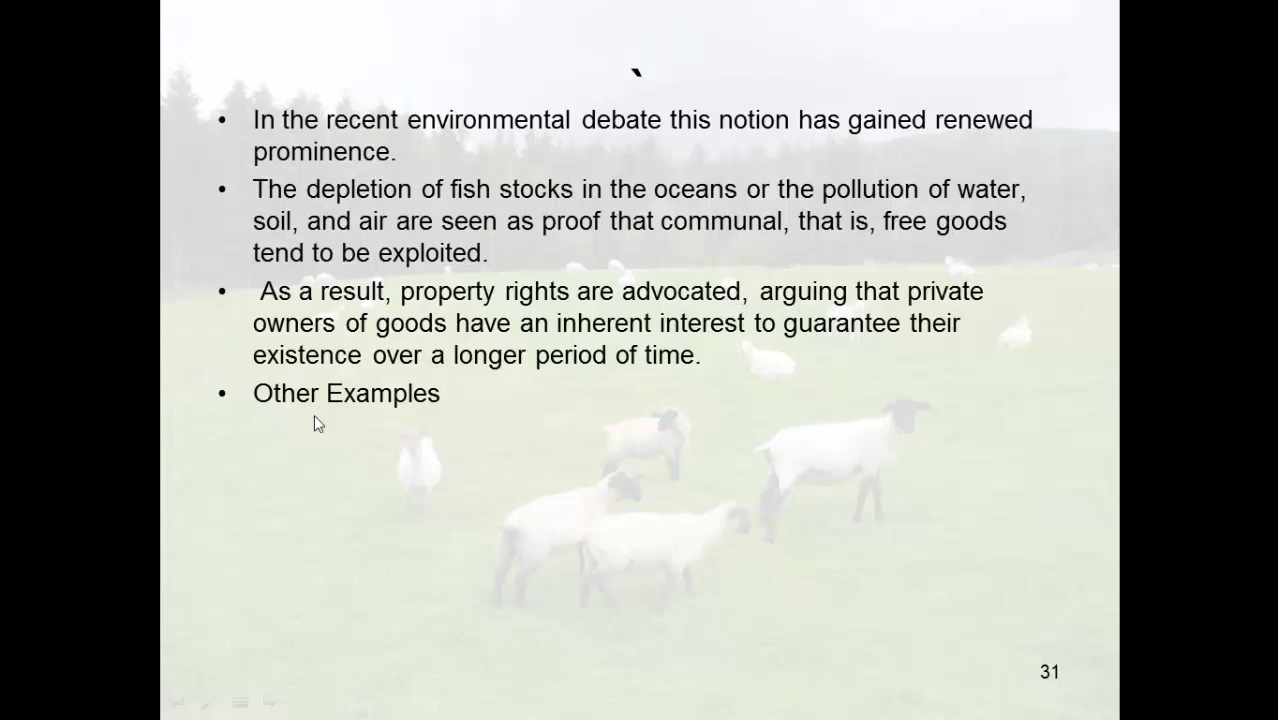 `
• In the recent environmental debate this notion has gained renewed
prominence.
• The depletion of fish stocks in the oceans or the pollution of water,
soil, and air are seen as proof that communal, that is, free goods
tend to be exploited.
• As a result, property rights are advocated, arguing that private
owners of goods have an inherent interest to guarantee their
existence over a longer period of time.
• Other Examples
31